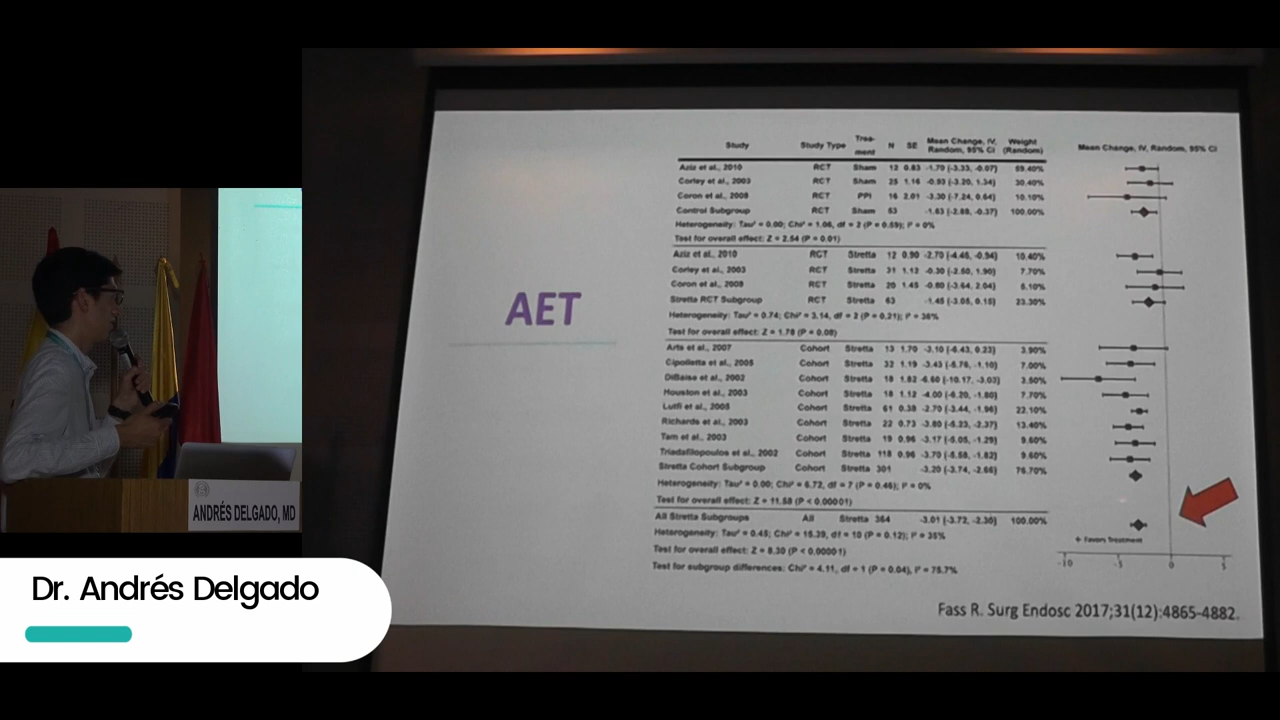 Study Study Type Treat- ment N SE Mean Change, IV, Random, 95% CI Weight (Random) Mean Change, IV, Random, 95% CI
Aziz et al., 2010 RCT Sham 12 0.83 -1.70 [-3.33, -0.07] 59.40%
Corley et al., 2003 RCT Sham 25 1.16 -0.93 [-3.20, 1.34] 30.40%
Coron et al., 2008 RCT PPI 16 2.01 -3.30 [-7.24, 0.64] 10.10%
Control Subgroup RCT Sham 53 -1.63 [-2.88, -0.37] 100.00%
Heterogeneity: Tau² = 0.00; Chi² = 1.06, df = 2 (P = 0.59); I² = 0%
Test for overall effect: Z = 2.54 (P = 0.01)
Aziz et al., 2010 RCT Stretta 12 0.90 -2.70 [-4.46, -0.94] 10.40%
Corley et al., 2003 RCT Stretta 31 1.12 -0.30 [-2.50, 1.90] 7.70%
Coron et al., 2008 RCT Stretta 20 1.45 -0.80 [-3.64, 2.04] 5.10%
Stretta RCT Subgroup RCT Stretta 63 -1.45 [-3.05, 0.15] 23.30%
Heterogeneity: Tau² = 0.74; Chi² = 3.14, df = 2 (P = 0.21); I² = 36%
Test for overall effect: Z = 1.78 (P = 0.08)
AET
Arts et al., 2007 Cohort Stretta 13 1.70 -3.10 [-6.43, 0.23] 3.90%
Cipolletta et al., 2005 Cohort Stretta 32 1.19 -3.43 [-5.76, -1.10] 7.00%
DiBaise et al., 2002 Cohort Stretta 18 1.82 -6.60 [-10.17, -3.03] 3.50%
Houston et al., 2003 Cohort Stretta 18 1.12 -4.00 [-6.20, -1.80] 7.70%
Lutfi et al., 2005 Cohort Stretta 61 0.38 -2.70 [-3.44, -1.96] 22.10%
Richards et al., 2003 Cohort Stretta 22 0.73 -3.80 [-5.23, -2.37] 13.40%
Tam et al., 2003 Cohort Stretta 19 0.96 -3.17 [-5.05, -1.29] 9.60%
Triadafilopoulos et al., 2002 Cohort Stretta 118 0.96 -3.70 [-5.58, -1.82] 9.60%
Stretta Cohort Subgroup Cohort Stretta 301 -3.20 [-3.74, -2.66] 76.70%
Heterogeneity: Tau² = 0.00; Chi² = 6.72, df = 7 (P = 0.46); I² = 0%
Test for overall effect: Z = 11.58 (P < 0.00001)
All Stretta Subgroups All Stretta 364 -3.01 [-3.72, -2.30] 100.00%
Heterogeneity: Tau² = 0.45; Chi² = 15.39, df = 10 (P = 0.12); I² = 35%
Test for overall effect: Z = 8.30 (P < 0.00001)
Test for subgroup differences: Chi² = 4.11, df = 1 (P = 0.04), I² = 75.7%
Favors Treatment
-10 -5 0 5
Fass R. Surg Endosc 2017;31(12):4865-4882.
ANDRÉS DELGADO, MD
Dr. Andrés Delgado